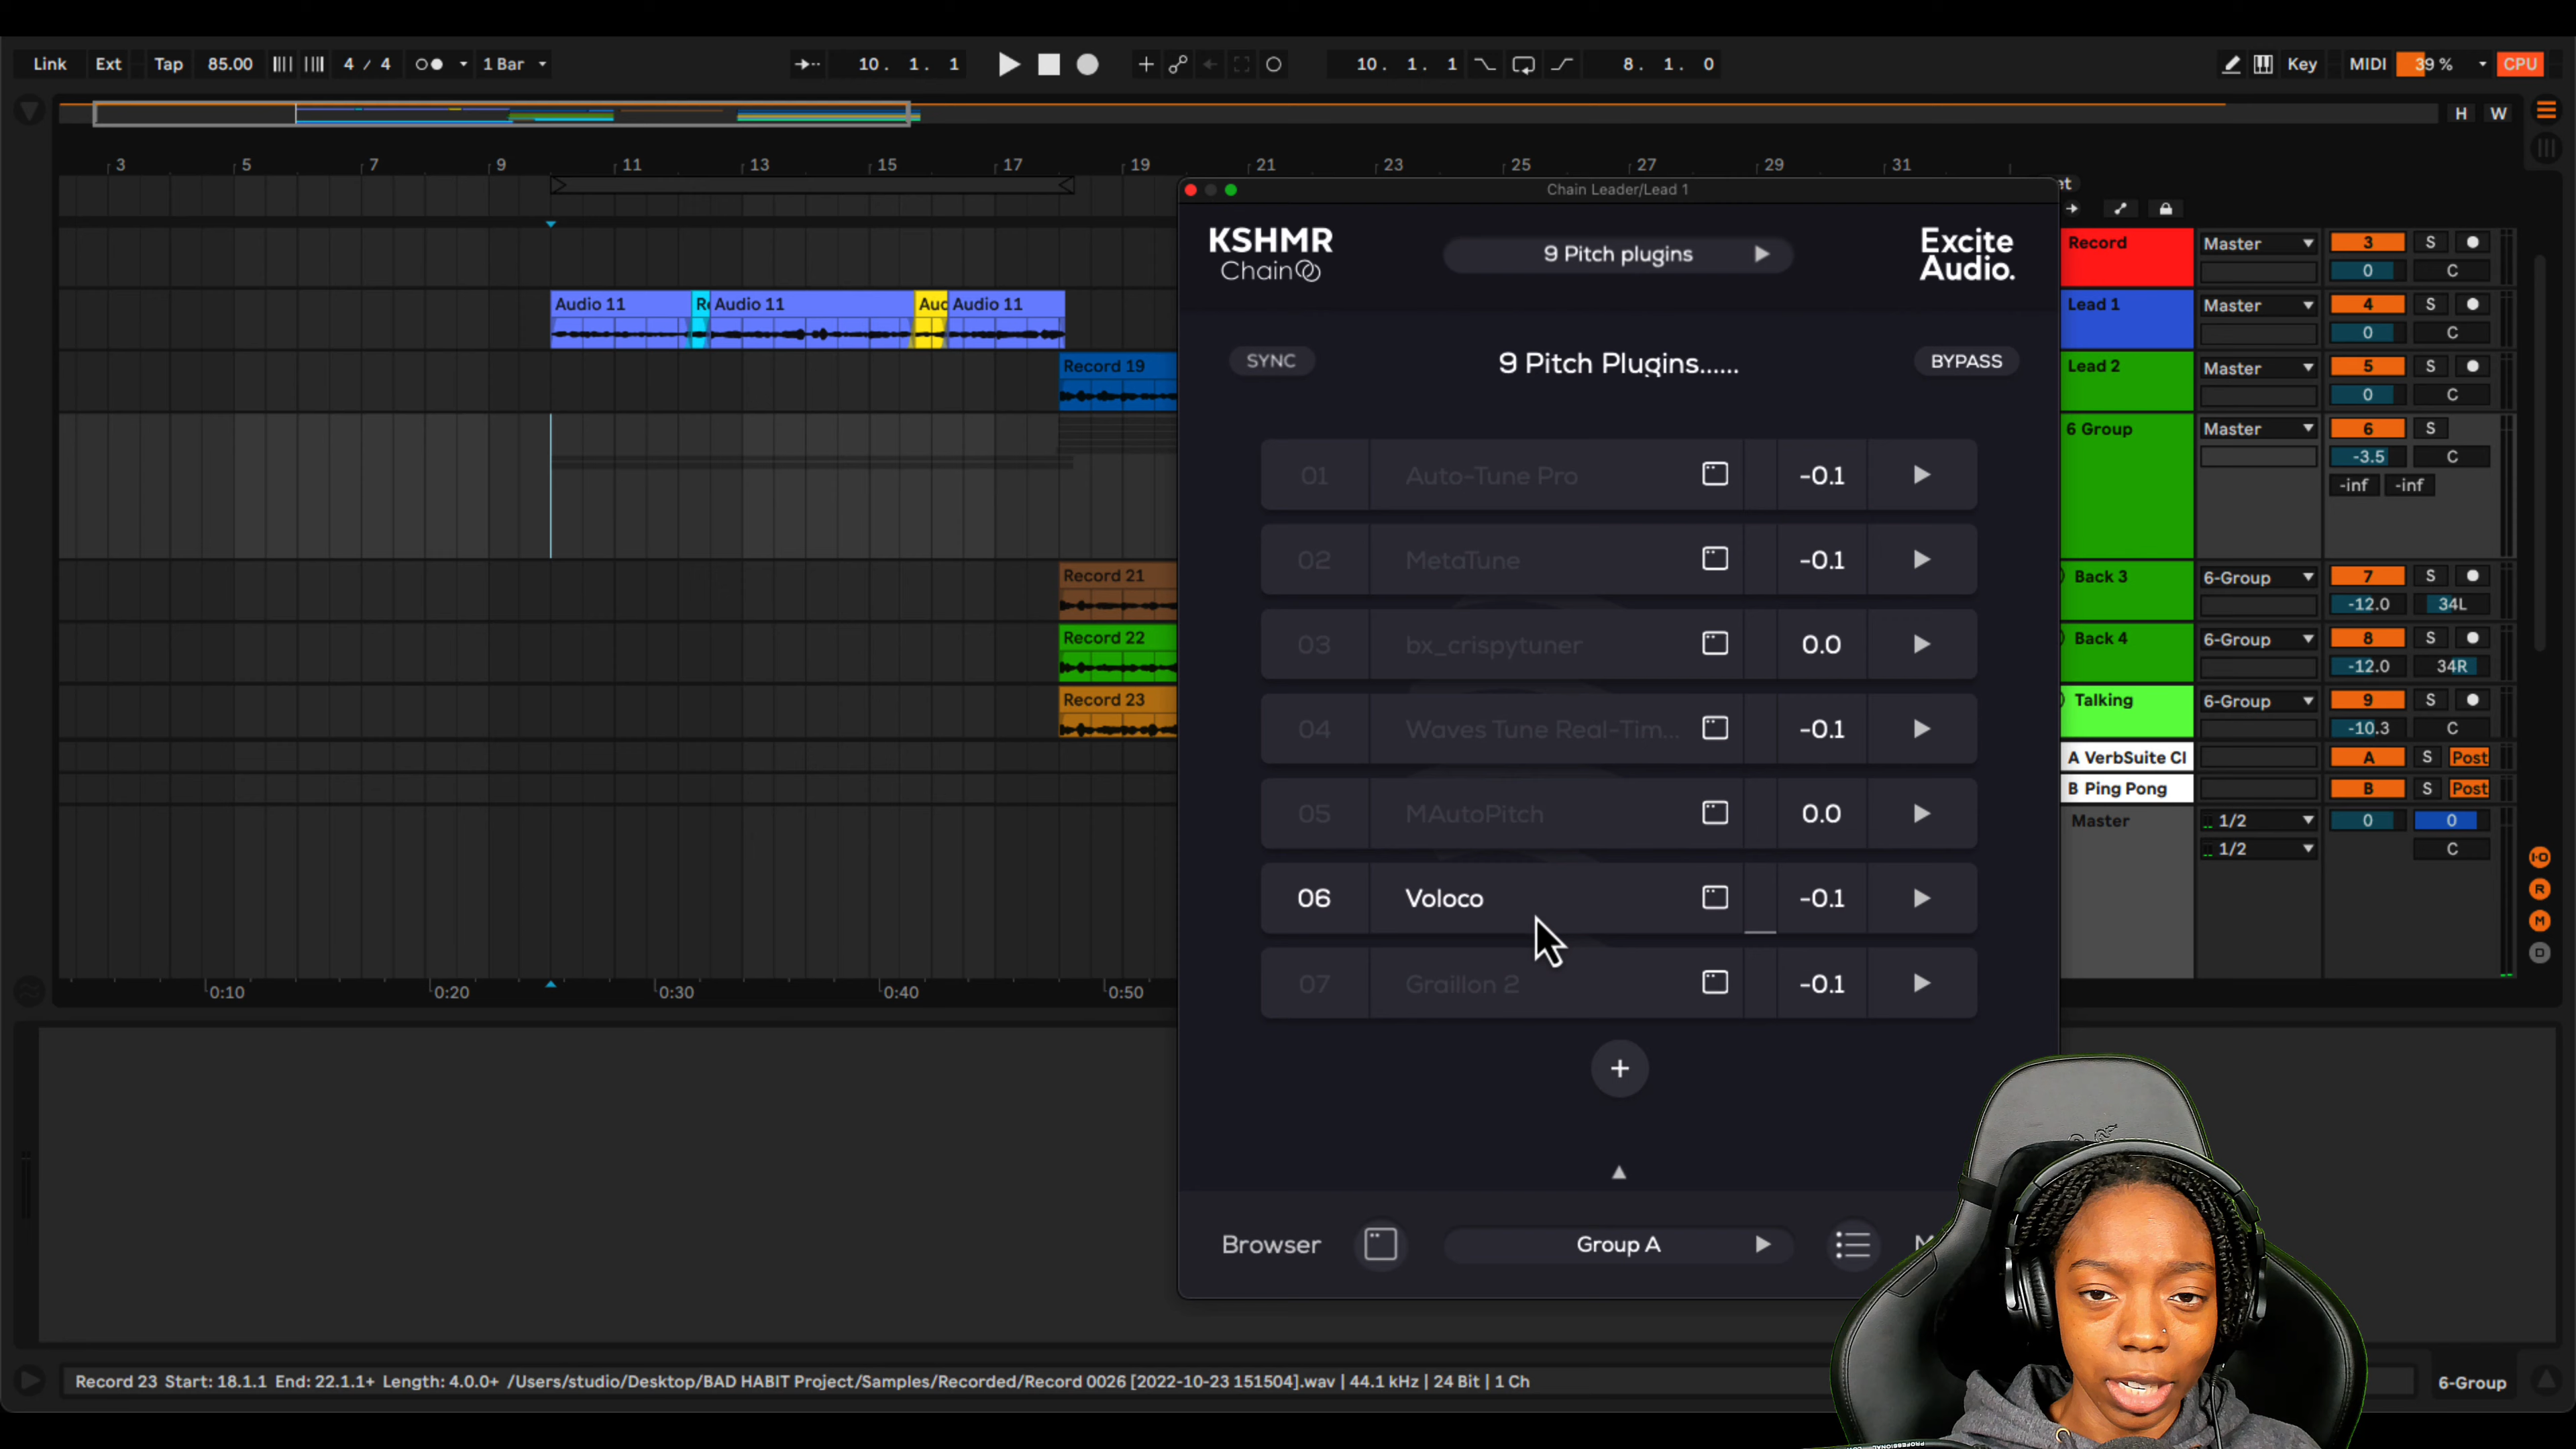 Link Ext Tap 85.00 4 / 4 1 Bar 10. 1. 1 10. 1. 1 8. 1. 0 Key MIDI 39 % CPU
H W
3 5 7 9 11 13 15 17 19 21 23 25 27 29 31
Chain Leader/Lead 1
et
KSHMR
Chain
9 Pitch plugins
Excite
Audio.
SYNC 9 Pitch Plugins...... BYPASS
01 Auto-Tune Pro -0.1
02 MetaTune -0.1
03 bx_crispytuner 0.0
04 Waves Tune Real-Tim... -0.1
05 MAutoPitch 0.0
06 Voloco -0.1
07 Graillon 2 -0.1
+
Browser Group A M
Audio 11 Re Audio 11 Auc Audio 11
Record 19
Record 21
Record 22
Record 23
Record Master 3 S
0 C
Lead 1 Master 4 S
0 C
Lead 2 Master 5 S
0 C
6 Group Master 6 S
-3.5 C
-inf -inf
Back 3 6-Group 7 S
-12.0 34L
Back 4 6-Group 8 S
-12.0 34R
Talking 6-Group 9 S
-10.3 C
A VerbSuite Cl A S Post
B Ping Pong B S Post
Master 1/2 0 0
1/2 C
I-O
R
M
D
0:10 0:20 0:30 0:40 0:50
Record 23 Start: 18.1.1 End: 22.1.1+ Length: 4.0.0+ /Users/studio/Desktop/BAD HABIT Project/Samples/Recorded/Record 0026 [2022-10-23 151504].wav | 44.1 kHz | 24 Bit | 1 Ch
6-Group